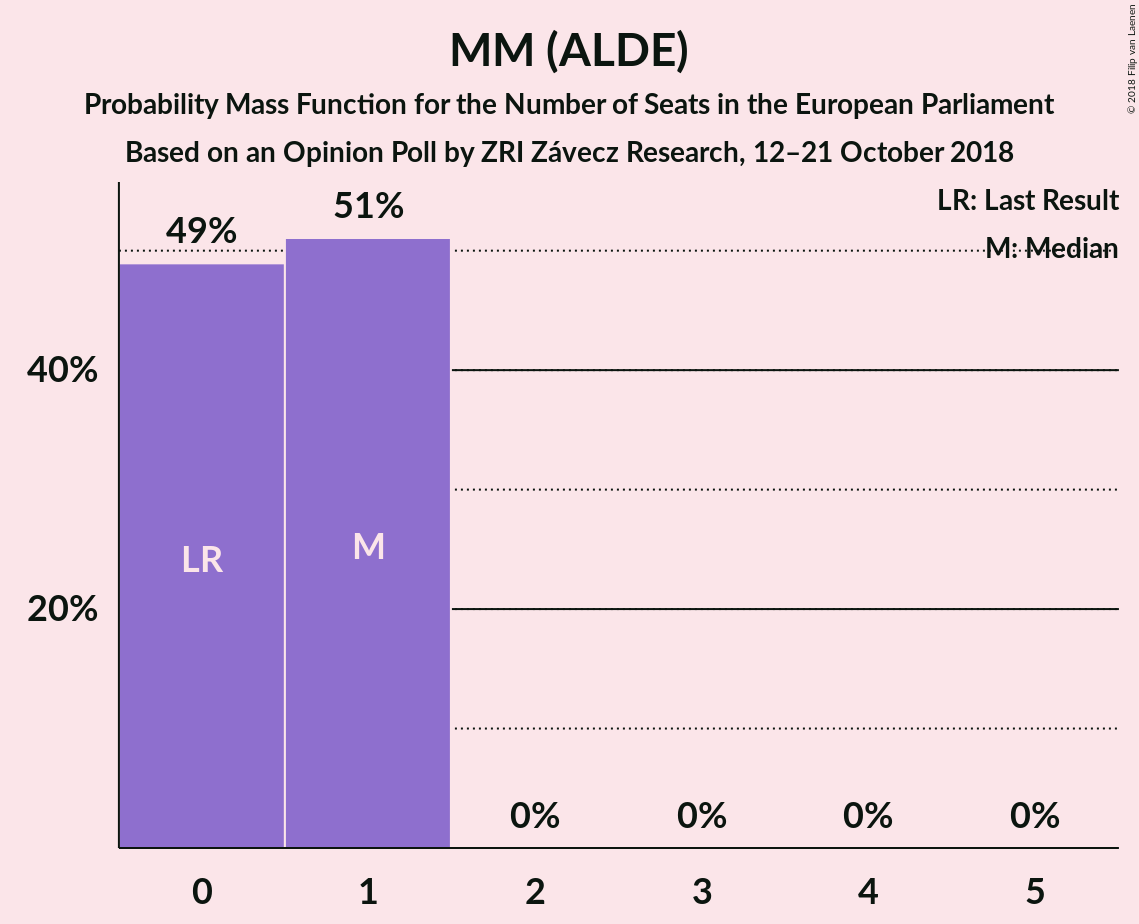 MM (ALDE)
Probability Mass Function for the Number of Seats in the European Parliament
Based on an Opinion Poll by ZRI Závecz Research, 12–21 October 2018
© 2018 Filip van Laenen
LR: Last Result
M: Median
51%
49%
40%
20%
LR
M
0%
0%
0%
0%
0
1
2
3
4
5